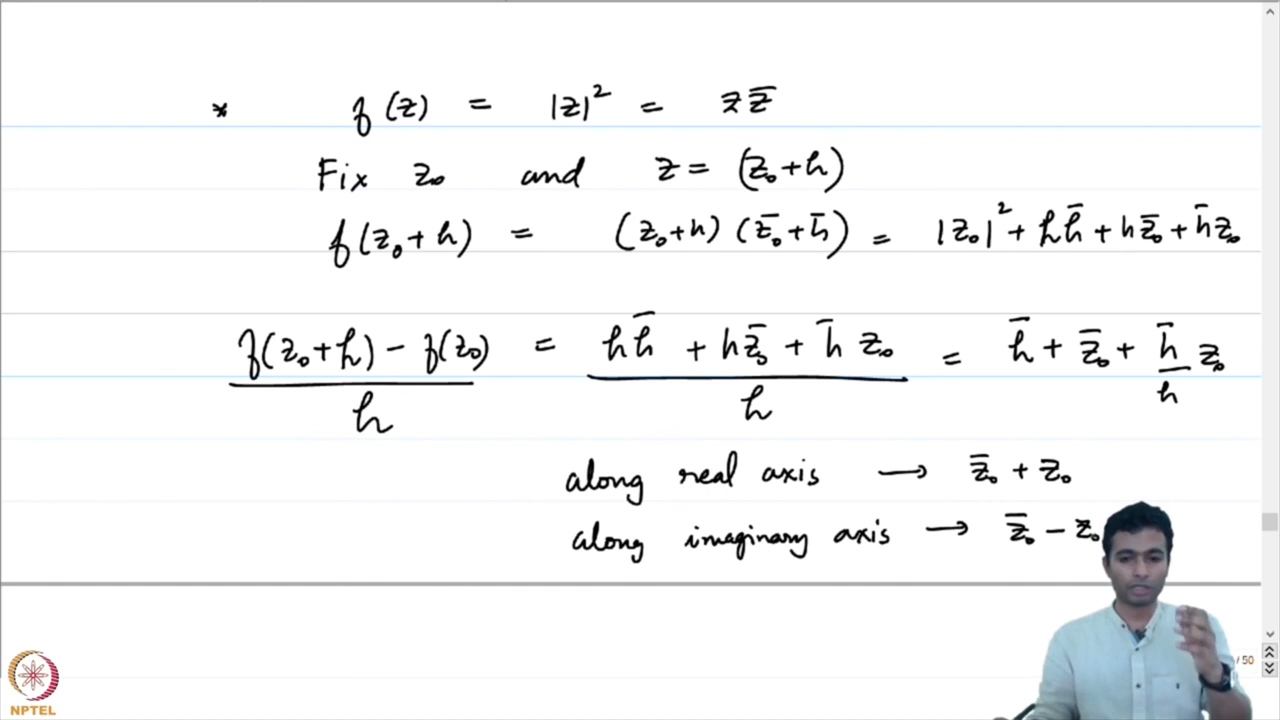 * f(z) = |z|² = z z̄
Fix z₀ and z = (z₀+h)
f(z₀+h) = (z₀+h)(z̄₀+h̄) = |z₀|² + hh̄ + hz̄₀ + h̄z₀
(f(z₀+h) − f(z₀))/h = (hh̄ + hz̄₀ + h̄z₀)/h = h̄ + z̄₀ + (h̄/h) z₀
along real axis → z̄₀ + z₀
along imaginary axis → z̄₀ − z₀
/ 50
NPTEL